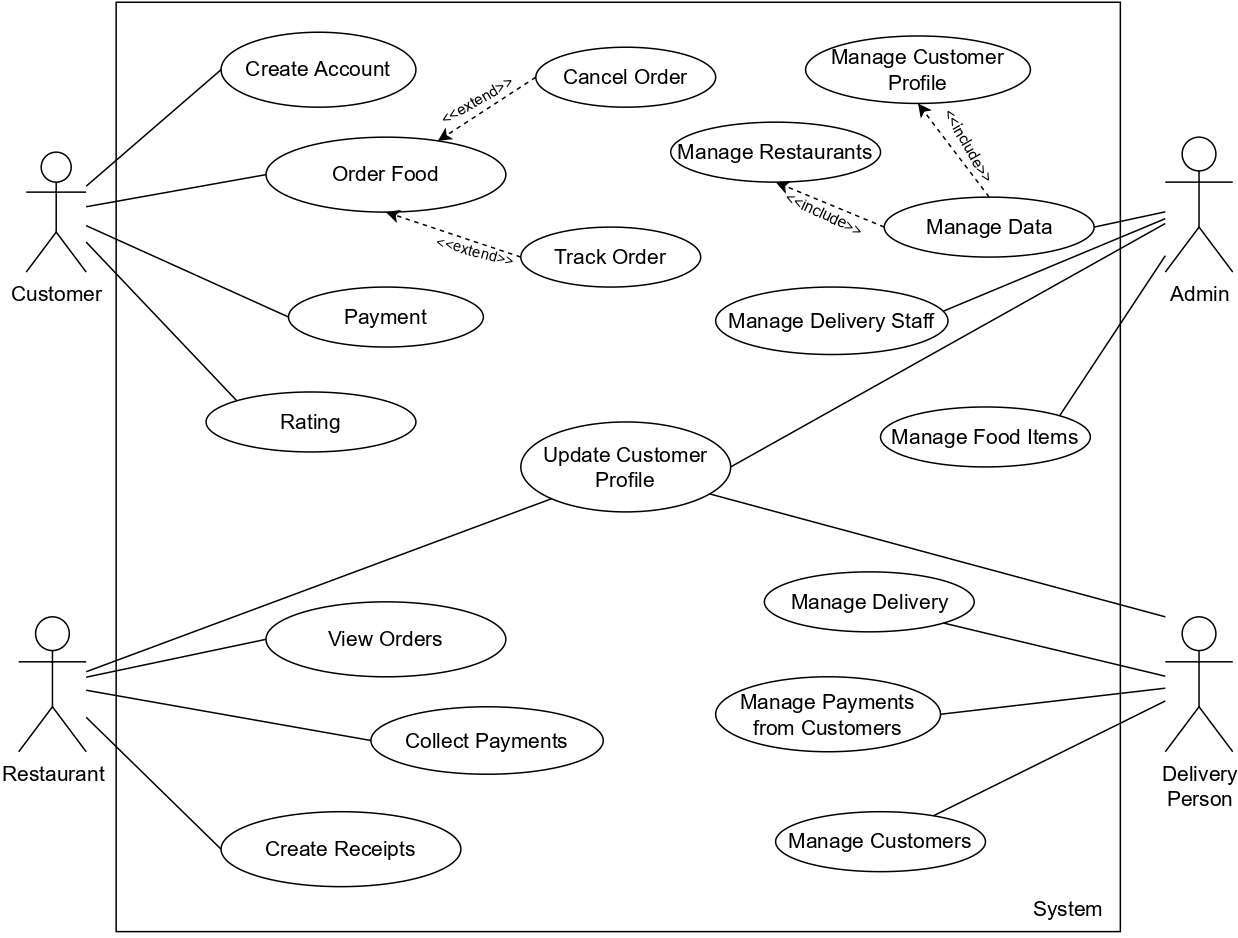 Create Account
Cancel Order
Manage Customer
Profile
<<extend>>
<<include>>
Manage Restaurants
Order Food
<<include>>
Manage Data
<<extend>>
Track Order
Customer
Admin
Payment
Manage Delivery Staff
Rating
Manage Food Items
Update Customer
Profile
Manage Delivery
View Orders
Manage Payments
from Customers
Collect Payments
Restaurant
Delivery
Person
Create Receipts
Manage Customers
System